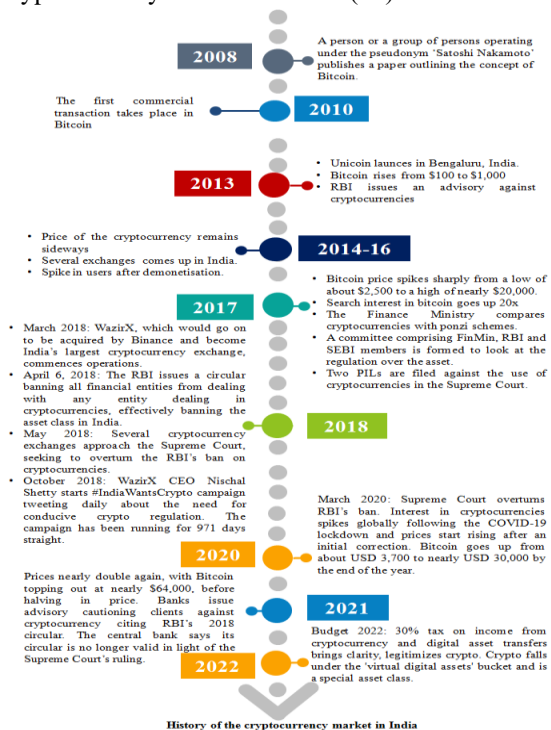 2008
A person or a group of persons operating
under the pseudonym 'Satoshi Nakamoto'
publishes a paper outlining the concept of
Bitcoin.
The first commercial
transaction takes place in
Bitcoin
2010
2013
• Unicoin launces in Bengaluru, India.
• Bitcoin rises from $100 to $1,000
• RBI issues an advisory against
cryptocurrencies
• Price of the cryptocurrency remains
sideways
• Several exchanges comes up in India.
• Spike in users after demonetisation.
2014-16
2017
• Bitcoin price spikes sharply from a low of
about $2,500 to a high of nearly $20,000.
• Search interest in bitcoin goes up 20x
• The Finance Ministry compares
cryptocurrencies with ponzi schemes.
• A committee comprising FinMin, RBI and
SEBI members is formed to look at the
regulation over the asset.
• Two PILs are filed against the use of
cryptocurrencies in the Supreme Court.
• March 2018: WazirX, which would go on
to be acquired by Binance and become
India's largest cryptocurrency exchange,
commences operations.
• April 6, 2018: The RBI issues a circular
banning all financial entities from dealing
with any entity dealing in
cryptocurrencies, effectively banning the
asset class in India.
• May 2018: Several cryptocurrency
exchanges approach the Supreme Court,
seeking to overturn the RBI's ban on
cryptocurrencies.
• October 2018: WazirX CEO Nischal
Shetty starts #IndiaWantsCrypto campaign
tweeting daily about the need for
conducive crypto regulation. The
campaign has been running for 971 days
straight.
2018
2020
March 2020: Supreme Court overturns
RBI's ban. Interest in cryptocurrencies
spikes globally following the COVID-19
lockdown and prices start rising after an
initial correction. Bitcoin goes up from
about USD 3,700 to nearly USD 30,000 by
the end of the year.
Prices nearly double again, with Bitcoin
topping out at nearly $64,000, before
halving in price. Banks issue
advisory cautioning clients against
cryptocurrency citing RBI's 2018
circular. The central bank says its
circular is no longer valid in light of the
Supreme Court's ruling.
2021
2022
Budget 2022: 30% tax on income from
cryptocurrency and digital asset transfers
brings clarity, legitimizes crypto. Crypto falls
under the 'virtual digital assets' bucket and is
a special asset class.
History of the cryptocurrency market in India